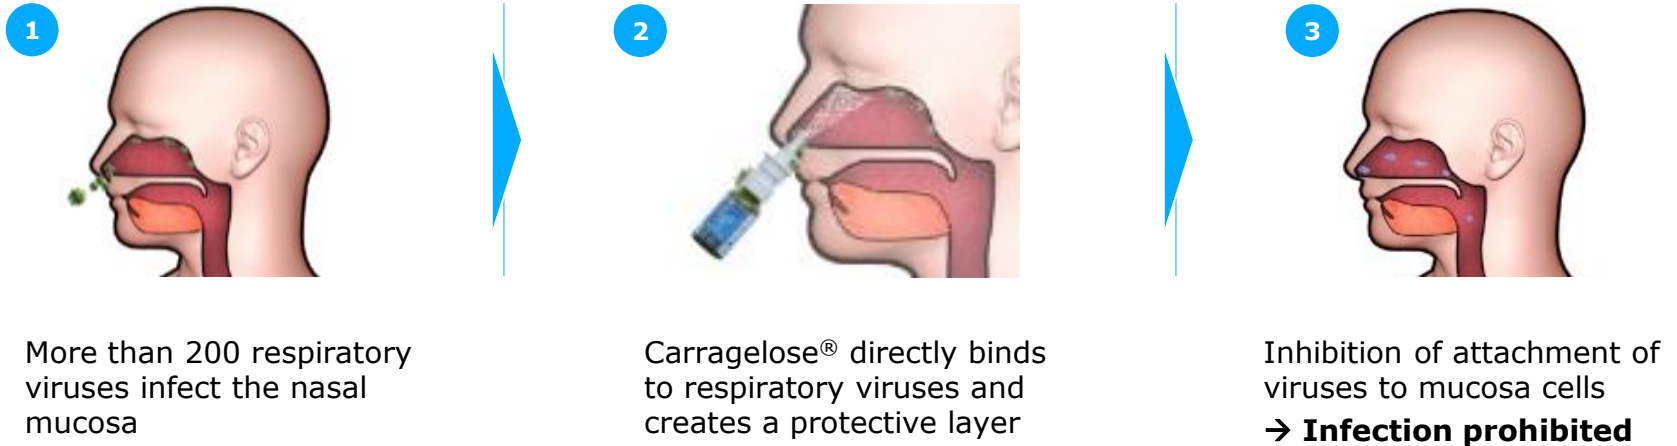 1
More than 200 respiratory
viruses infect the nasal
mucosa
2
Carragelose® directly binds
to respiratory viruses and
creates a protective layer
3
Inhibition of attachment of
viruses to mucosa cells
→ Infection prohibited